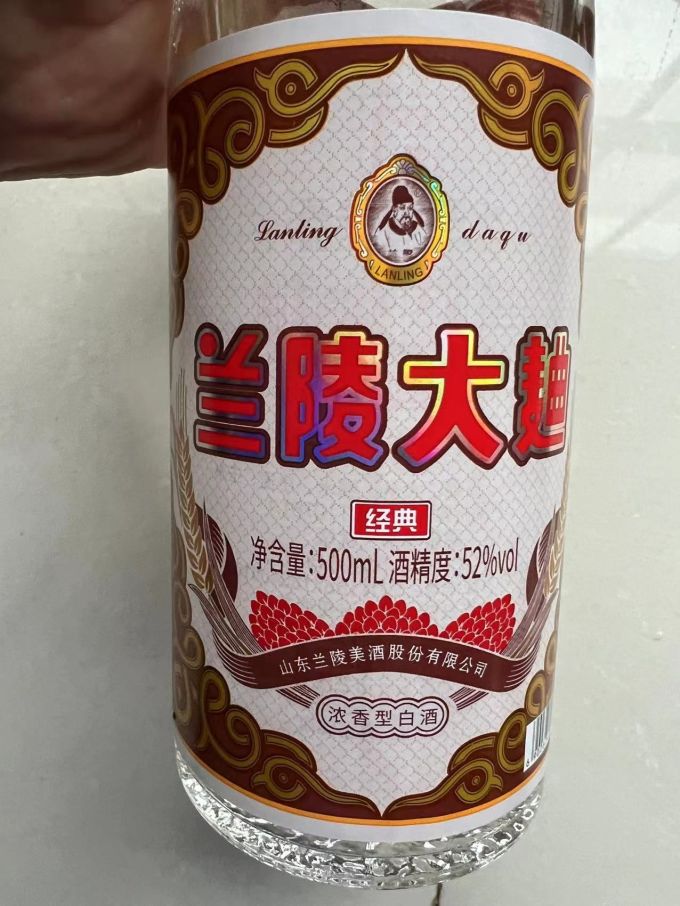 Lanling daqu
LANLING
兰陵大麯
经典
净含量:500mL 酒精度:52%vol
山东兰陵美酒股份有限公司
浓香型白酒